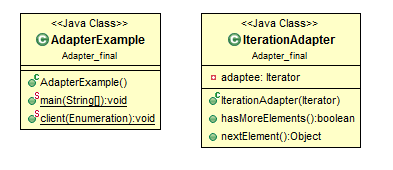 <<Java Class>>
AdapterExample
Adapter_final
AdapterExample()
main(String[]):void
client(Enumeration):void
<<Java Class>>
IterationAdapter
Adapter_final
adaptee: Iterator
IterationAdapter(Iterator)
hasMoreElements():boolean
nextElement():Object